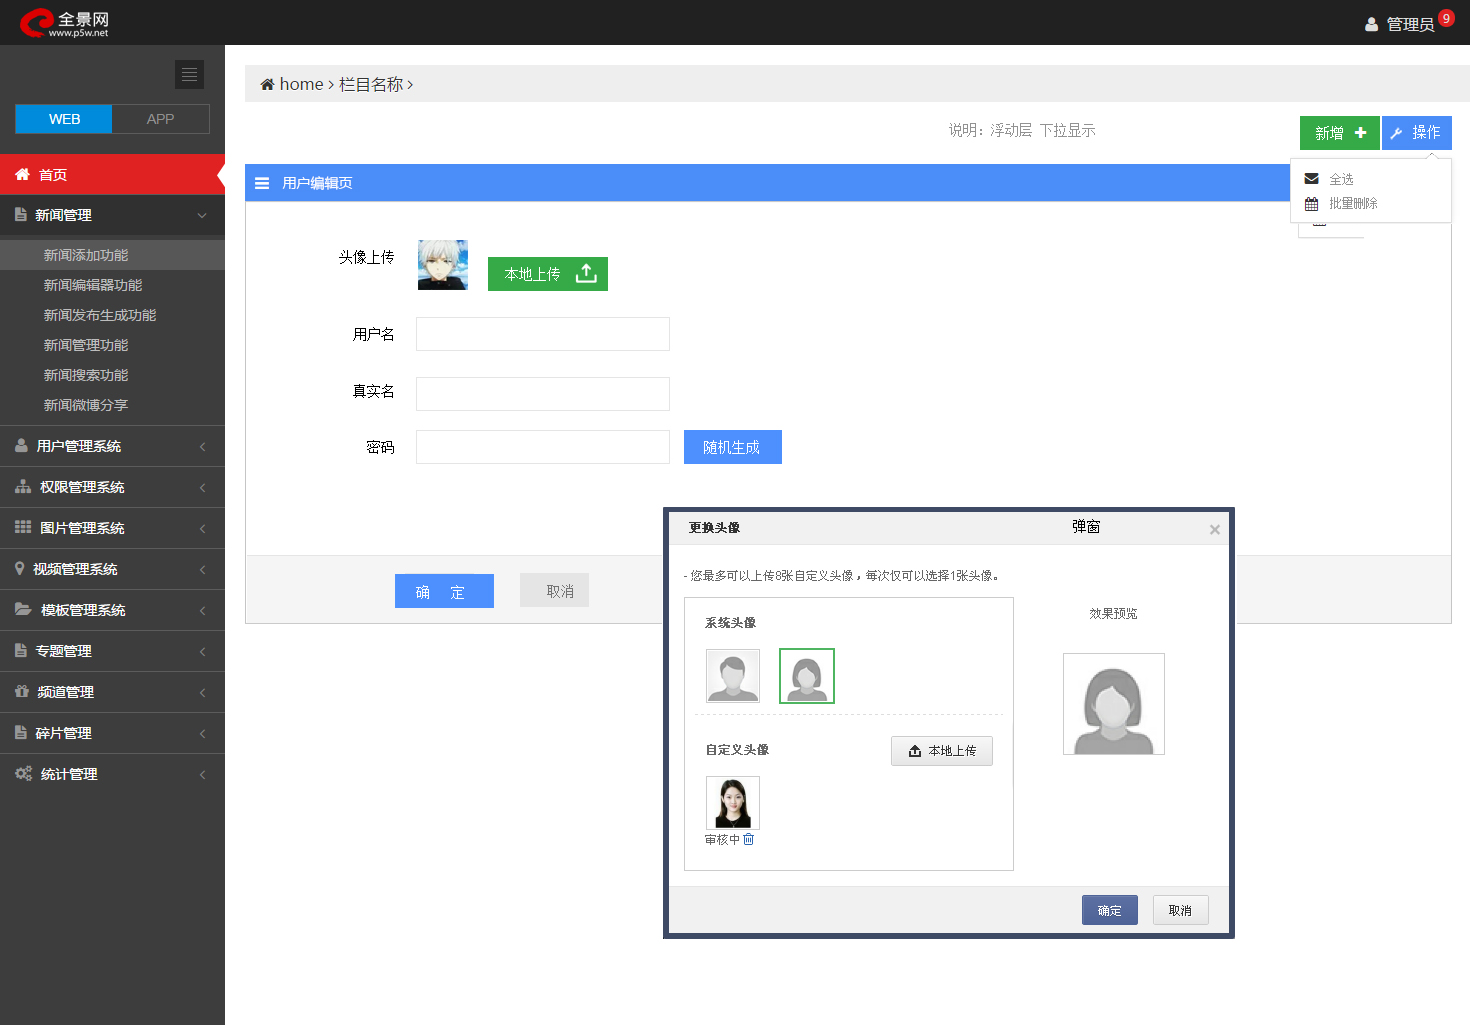 全景网
www.p5w.net
管理员 9
WEB APP
首页
新闻管理
新闻添加功能
新闻编辑器功能
新闻发布生成功能
新闻管理功能
新闻搜索功能
新闻微博分享
用户管理系统
权限管理系统
图片管理系统
视频管理系统
模板管理系统
专题管理
频道管理
碎片管理
统计管理
home > 栏目名称 >
说明：浮动层 下拉显示
新增
操作
全选
批量删除
用户编辑页
头像上传
本地上传
用户名
真实名
密码
随机生成
确 定
取消
更换头像
弹窗
- 您最多可以上传8张自定义头像，每次仅可以选择1张头像。
系统头像
效果预览
自定义头像
本地上传
审核中
确定
取消